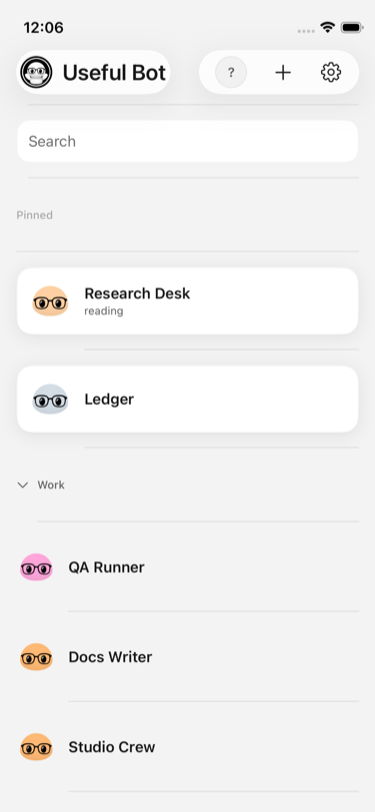 12:06
Useful Bot
?
Search
Pinned
Research Desk
reading
Ledger
Work
QA Runner
Docs Writer
Studio Crew